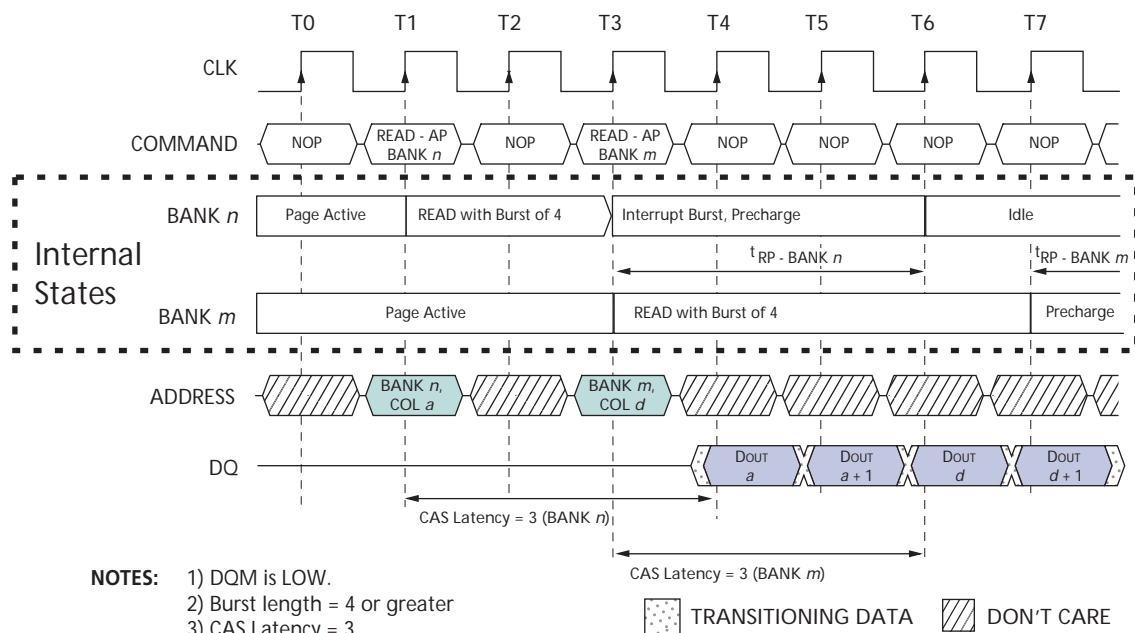 T0 T1 T2 T3 T4 T5 T6 T7
CLK
COMMAND
NOP
READ - AP
BANK n
NOP
READ - AP
BANK m
NOP
NOP
NOP
NOP
Internal
States
BANK n
Page Active
READ with Burst of 4
Interrupt Burst, Precharge
Idle
tRP - BANK n
tRP - BANK m
BANK m
Page Active
READ with Burst of 4
Precharge
ADDRESS
BANK n,
COL a
BANK m,
COL d
DQ
DOUT
a
DOUT
a + 1
DOUT
d
DOUT
d + 1
CAS Latency = 3 (BANK n)
CAS Latency = 3 (BANK m)
NOTES: 1) DQM is LOW.
2) Burst length = 4 or greater
3) CAS Latency = 3
TRANSITIONING DATA DON'T CARE